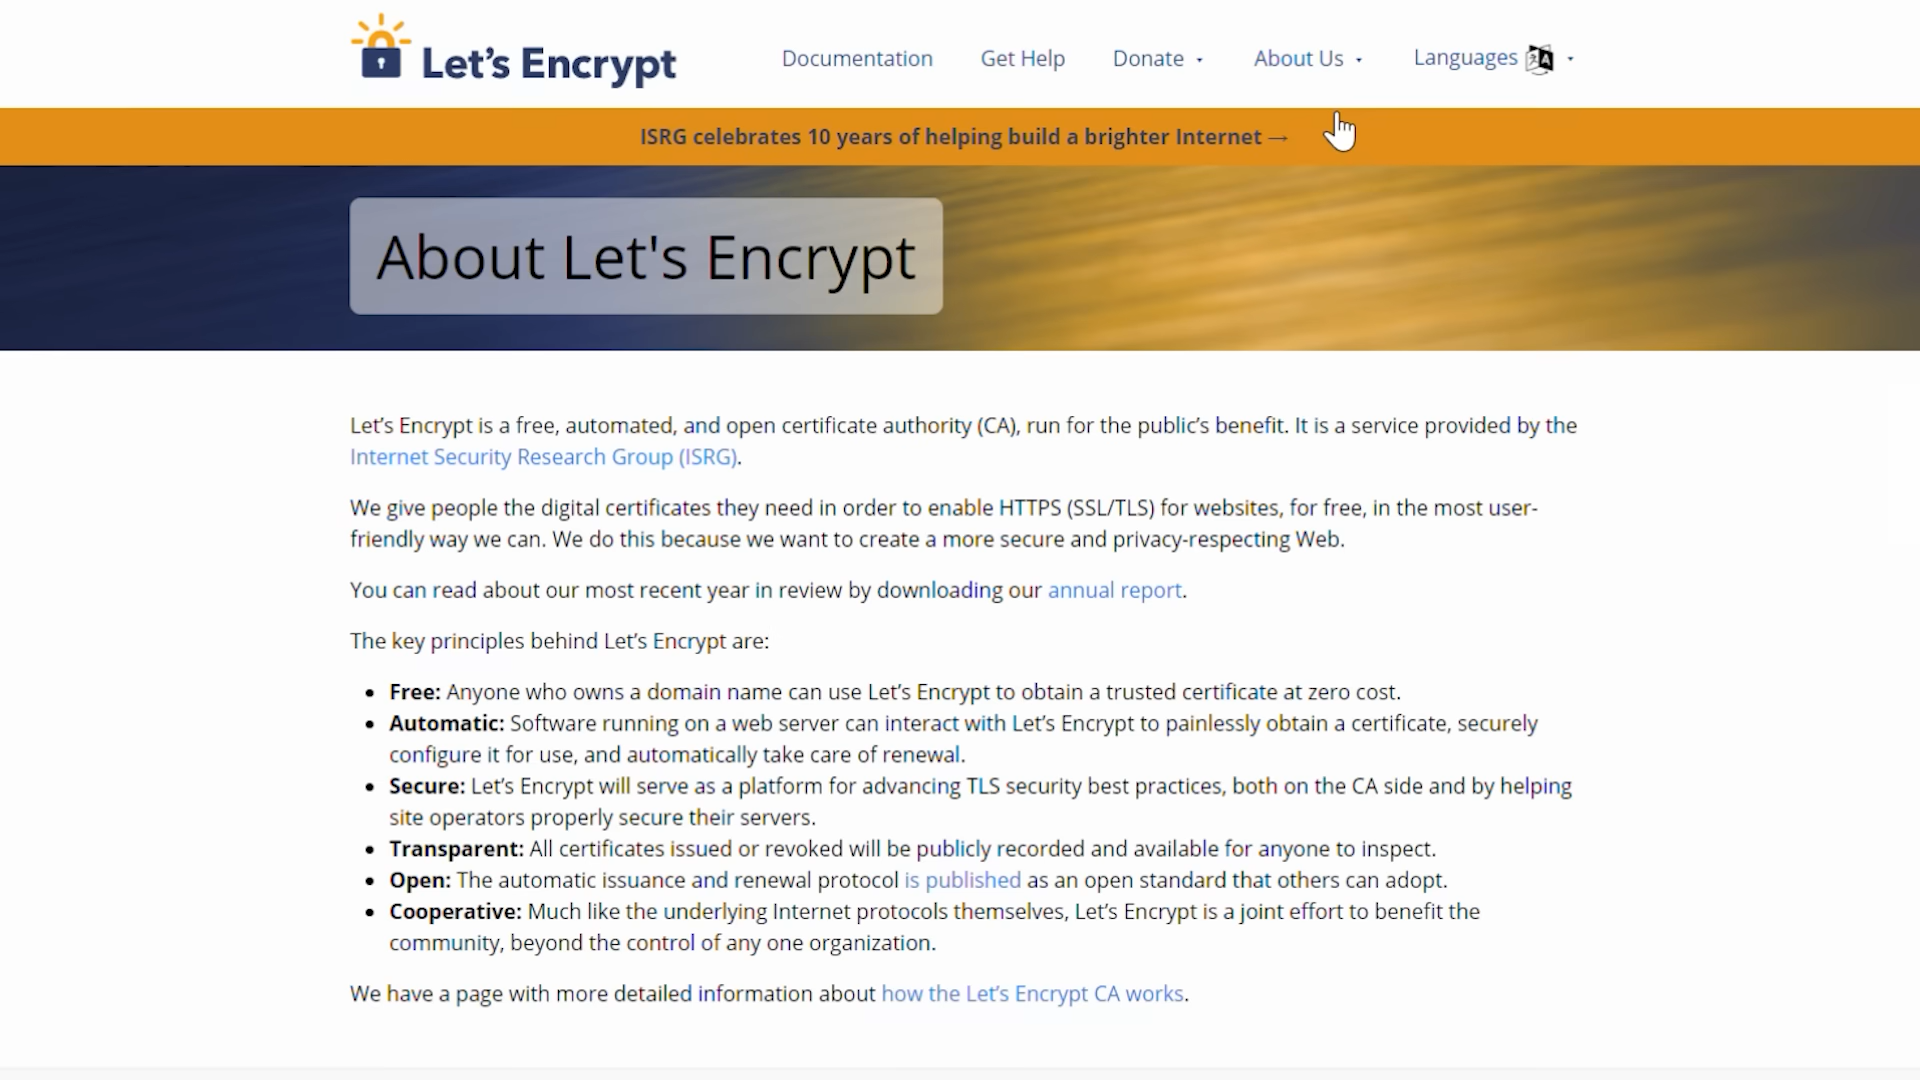 Let's Encrypt
Documentation
Get Help
Donate
About Us
Languages
ISRG celebrates 10 years of helping build a brighter Internet →
About Let's Encrypt
Let’s Encrypt is a free, automated, and open certificate authority (CA), run for the public’s benefit. It is a service provided by the
Internet Security Research Group (ISRG).
We give people the digital certificates they need in order to enable HTTPS (SSL/TLS) for websites, for free, in the most user-
friendly way we can. We do this because we want to create a more secure and privacy-respecting Web.
You can read about our most recent year in review by downloading our annual report.
The key principles behind Let’s Encrypt are:
• Free: Anyone who owns a domain name can use Let’s Encrypt to obtain a trusted certificate at zero cost.
• Automatic: Software running on a web server can interact with Let’s Encrypt to painlessly obtain a certificate, securely
configure it for use, and automatically take care of renewal.
• Secure: Let’s Encrypt will serve as a platform for advancing TLS security best practices, both on the CA side and by helping
site operators properly secure their servers.
• Transparent: All certificates issued or revoked will be publicly recorded and available for anyone to inspect.
• Open: The automatic issuance and renewal protocol is published as an open standard that others can adopt.
• Cooperative: Much like the underlying Internet protocols themselves, Let’s Encrypt is a joint effort to benefit the
community, beyond the control of any one organization.
We have a page with more detailed information about how the Let’s Encrypt CA works.